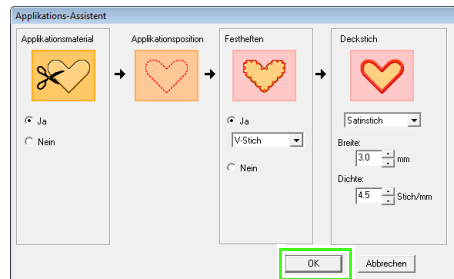 Applikations-Assistent
Applikationsmaterial
Ja
Nein
Applikationsposition
Festheften
Ja
V-Stich
Nein
Deckstich
Satinstich
Breite:
3.0 mm
Dichte:
4.5 Stich/mm
OK
Abbrechen